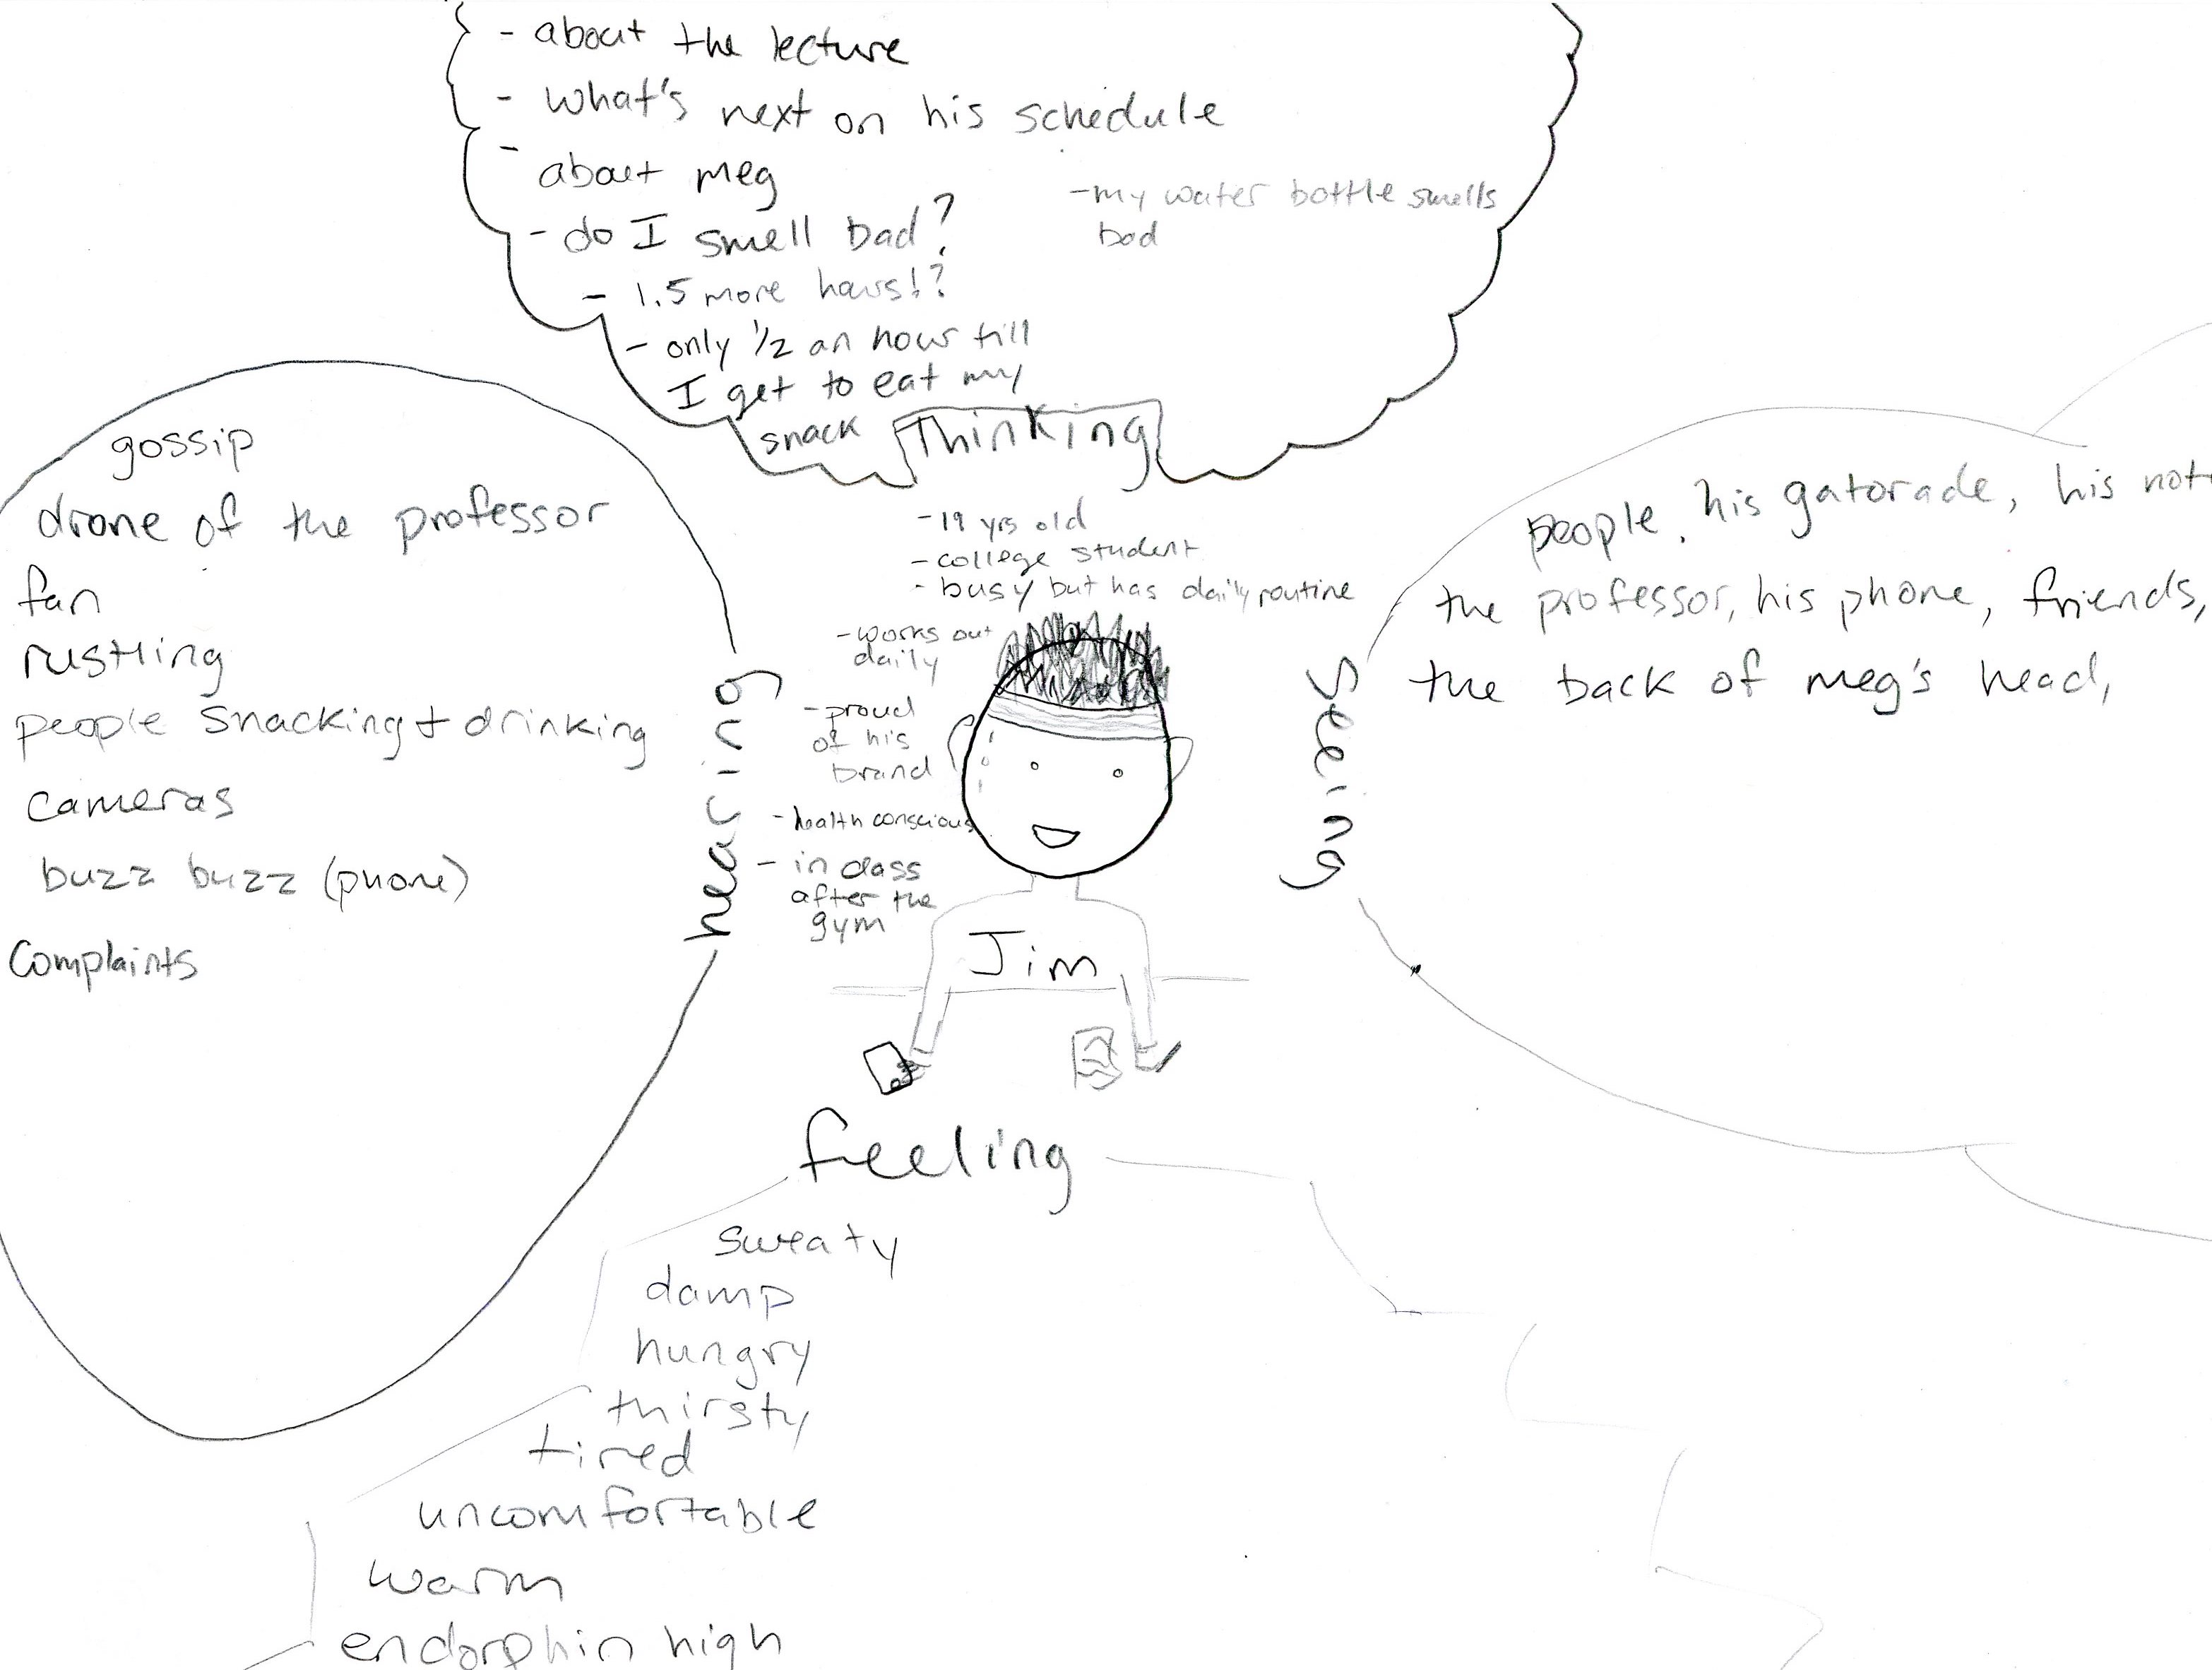 - about the lecture
- what's next on his schedule
- about meg
- my water bottle smells
bad
- do I smell bad?
- 1.5 more hours!?
- only 1/2 an hour till
I get to eat my
snack
Thinking
gossip
drone of the professor
fan
rustling
people snacking + drinking
cameras
buzz buzz (phone)
Complaints
hearing
- 19 yrs old
- college student
- busy but has daily routine
- works out
daily
- proud
of his
brand
- health conscious
- in class
after the
gym
Jim
Seeing
people, his gatorade, his not
the professor, his phone, friends,
the back of meg's head,
feeling
sweaty
damp
hungry
thirsty
tired
uncomfortable
warm
endorphin high